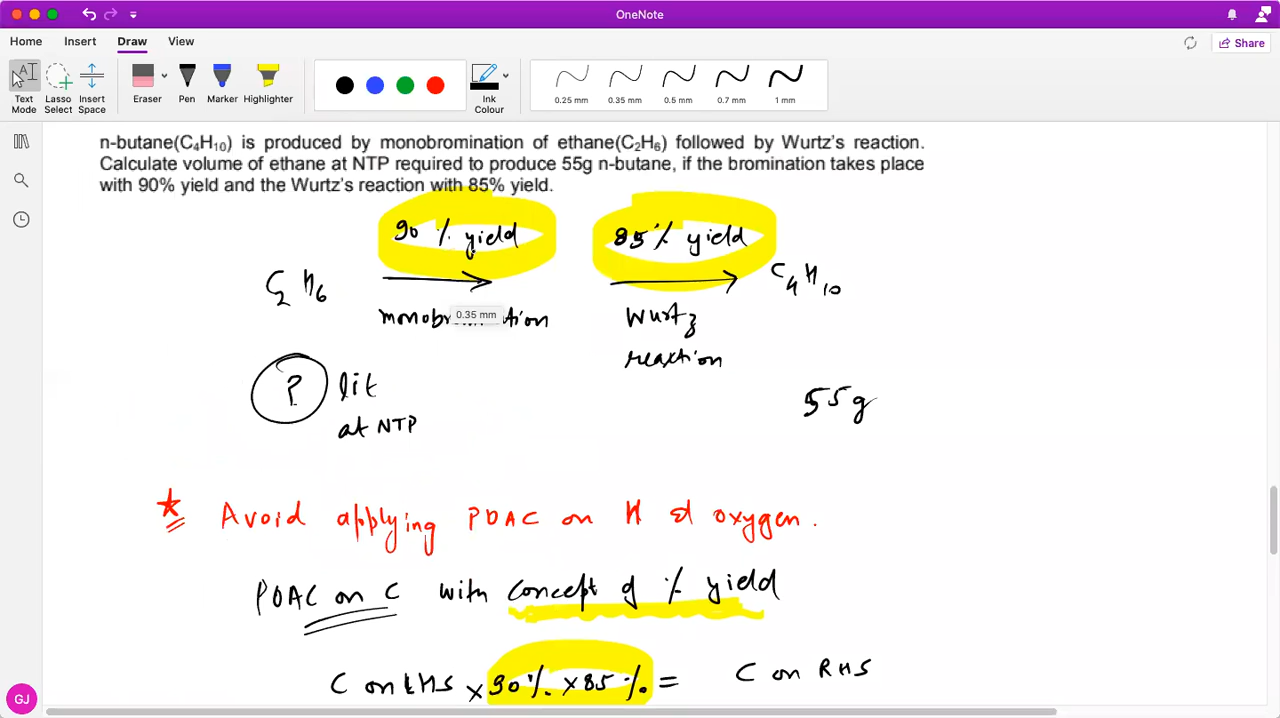 OneNote
Home Insert Draw View
Share
Text Mode
Lasso Select
Insert Space
Eraser
Pen
Marker
Highlighter
Ink Colour
0.25 mm
0.35 mm
0.5 mm
0.7 mm
1 mm
n-butane(C4H10) is produced by monobromination of ethane(C2H6) followed by Wurtz's reaction.
Calculate volume of ethane at NTP required to produce 55g n-butane, if the bromination takes place
with 90% yield and the Wurtz's reaction with 85% yield.
90 % yield 85 % yield
C2 H6 C4 H10
0.35 mm
Wurtz
reaction
? lit
at NTP
55 g
Avoid applying POAC on H & oxygen.
POAC on C with concept of % yield
C on LHS × 90% × 85% = C on RHS
GJ